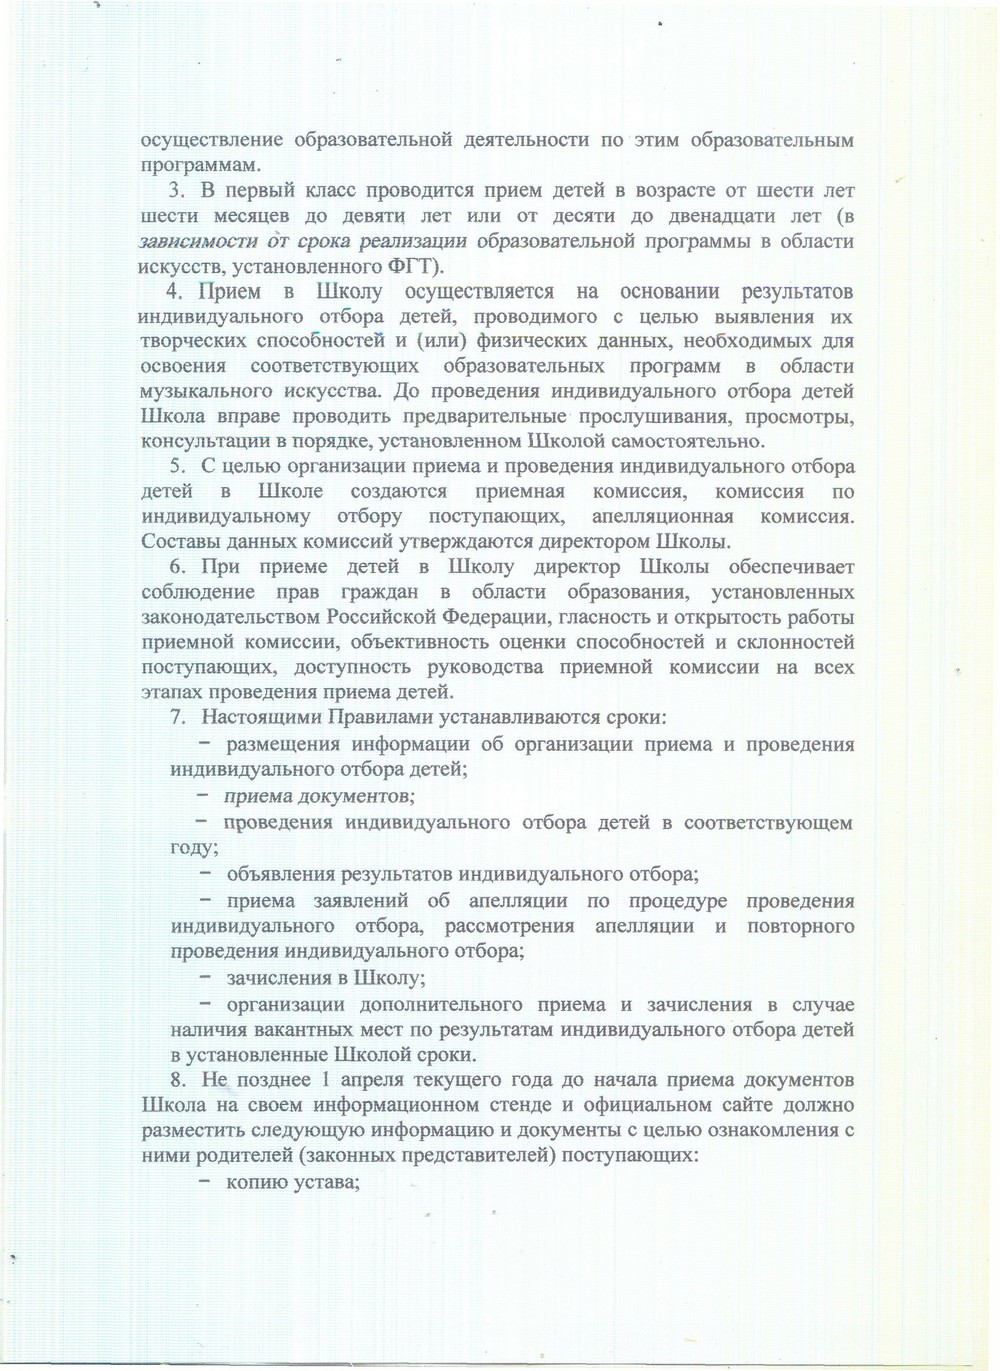 осуществление образовательной деятельности по этим образовательным
программам.
3. В первый класс проводится прием детей в возрасте от шести лет
шести месяцев до девяти лет или от десяти до двенадцати лет (в
зависимости от срока реализации образовательной программы в области
искусств, установленного ФГТ).
4. Прием в Школу осуществляется на основании результатов
индивидуального отбора детей, проводимого с целью выявления их
творческих способностей и (или) физических данных, необходимых для
освоения соответствующих образовательных программ в области
музыкального искусства. До проведения индивидуального отбора детей
Школа вправе проводить предварительные прослушивания, просмотры,
консультации в порядке, установленном Школой самостоятельно.
5. С целью организации приема и проведения индивидуального отбора
детей в Школе создаются приемная комиссия, комиссия по
индивидуальному отбору поступающих, апелляционная комиссия.
Составы данных комиссий утверждаются директором Школы.
6. При приеме детей в Школу директор Школы обеспечивает
соблюдение прав граждан в области образования, установленных
законодательством Российской Федерации, гласность и открытость работы
приемной комиссии, объективность оценки способностей и склонностей
поступающих, доступность руководства приемной комиссии на всех
этапах проведения приема детей.
7. Настоящими Правилами устанавливаются сроки:
− размещения информации об организации приема и проведения
индивидуального отбора детей;
− приема документов;
− проведения индивидуального отбора детей в соответствующем
году;
− объявления результатов индивидуального отбора;
− приема заявлений об апелляции по процедуре проведения
индивидуального отбора, рассмотрения апелляции и повторного
проведения индивидуального отбора;
− зачисления в Школу;
− организации дополнительного приема и зачисления в случае
наличия вакантных мест по результатам индивидуального отбора детей
в установленные Школой сроки.
8. Не позднее 1 апреля текущего года до начала приема документов
Школа на своем информационном стенде и официальном сайте должно
разместить следующую информацию и документы с целью ознакомления с
ними родителей (законных представителей) поступающих:
− копию устава;